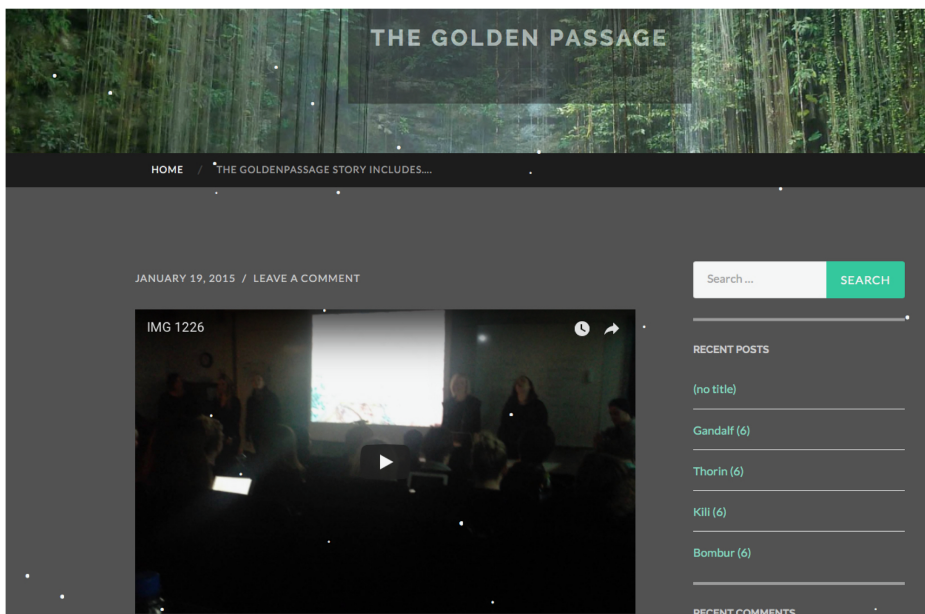 THE GOLDEN PASSAGE
HOME / THE GOLDENPASSAGE STORY INCLUDES....
JANUARY 19, 2015 / LEAVE A COMMENT
IMG 1226
Search ... SEARCH
RECENT POSTS
(no title)
Gandalf (6)
Thorin (6)
Kili (6)
Bombur (6)
RECENT COMMENTS